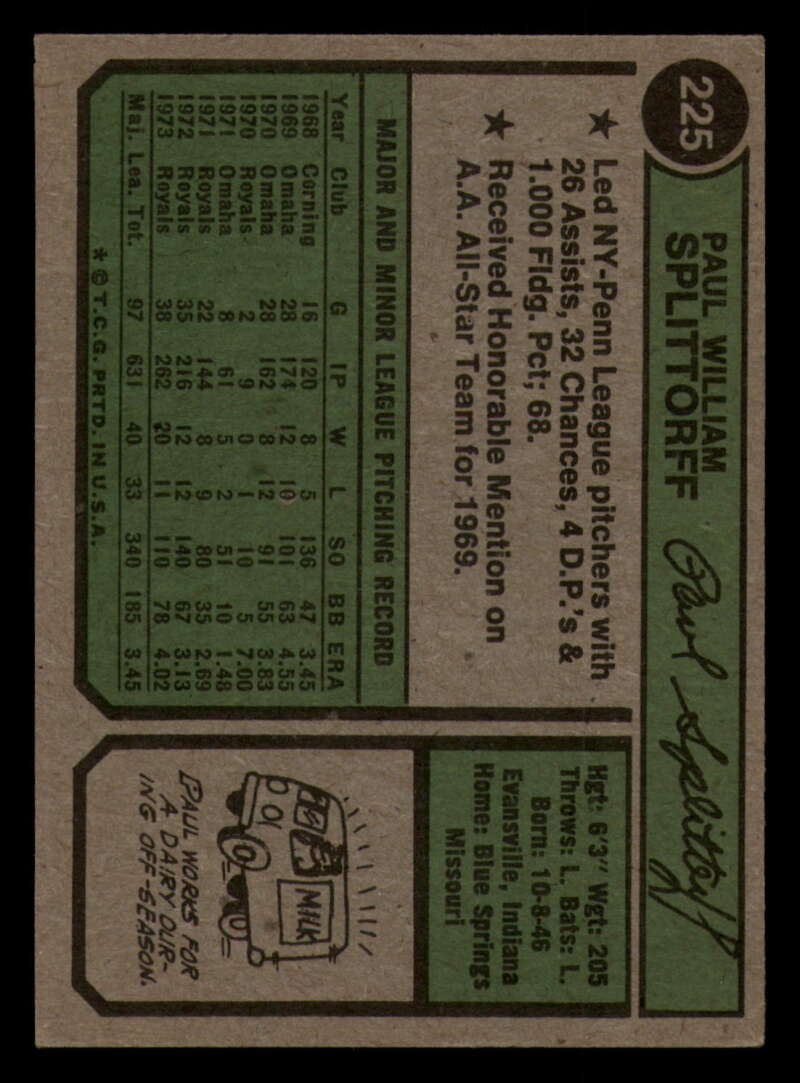 225
PAUL WILLIAM
SPLITTORFF
Paul Splittorff
★ Led NY-Penn League pitchers with
26 Assists, 32 Chances, 4 D.P.'s &
1.000 Fldg. Pct; 68.
★ Received Honorable Mention on
A.A. All-Star Team for 1969.
Hgt: 6'3" Wgt: 205
Throws: L. Bats: L.
Born: 10-8-46
Evansville, Indiana
Home: Blue Springs
Missouri
MAJOR AND MINOR LEAGUE PITCHING RECORD
Year Club G IP W L SO BB ERA
1968 Corning 16 120 8 5 136 47 3.45
1969 Omaha 28 174 12 10 101 63 4.55
1970 Omaha 28 162 8 12 91 55 3.83
1970 Royals 2 9 0 1 10 5 7.00
1971 Omaha 8 61 5 2 51 10 1.48
1971 Royals 22 144 8 9 80 35 2.69
1972 Royals 35 216 12 12 140 67 3.13
1973 Royals 38 262 20 11 110 78 4.02
Maj. Lea. Tot. 97 631 40 33 340 185 3.45
* © T.C.G. PRTD. IN U.S.A.
MILK
PAUL WORKS FOR
A DAIRY DUR-
ING OFF-SEASON.